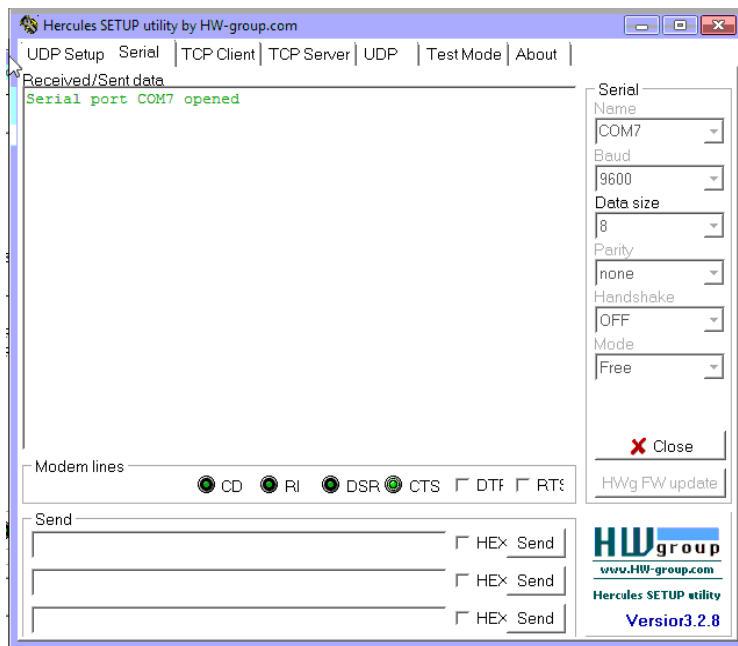 Hercules SETUP utility by HW-group.com
UDP Setup Serial TCP Client TCP Server UDP Test Mode About
Received/Sent data
Serial port COM7 opened
Serial
Name
COM7
Baud
9600
Data size
8
Parity
none
Handshake
OFF
Mode
Free
Close
HWg FW update
Modem lines
CD RI DSR CTS DTF RTS
Send
HEX Send
HEX Send
HEX Send
HW group
www.HW-group.com
Hercules SETUP utility
Versior3.2.8